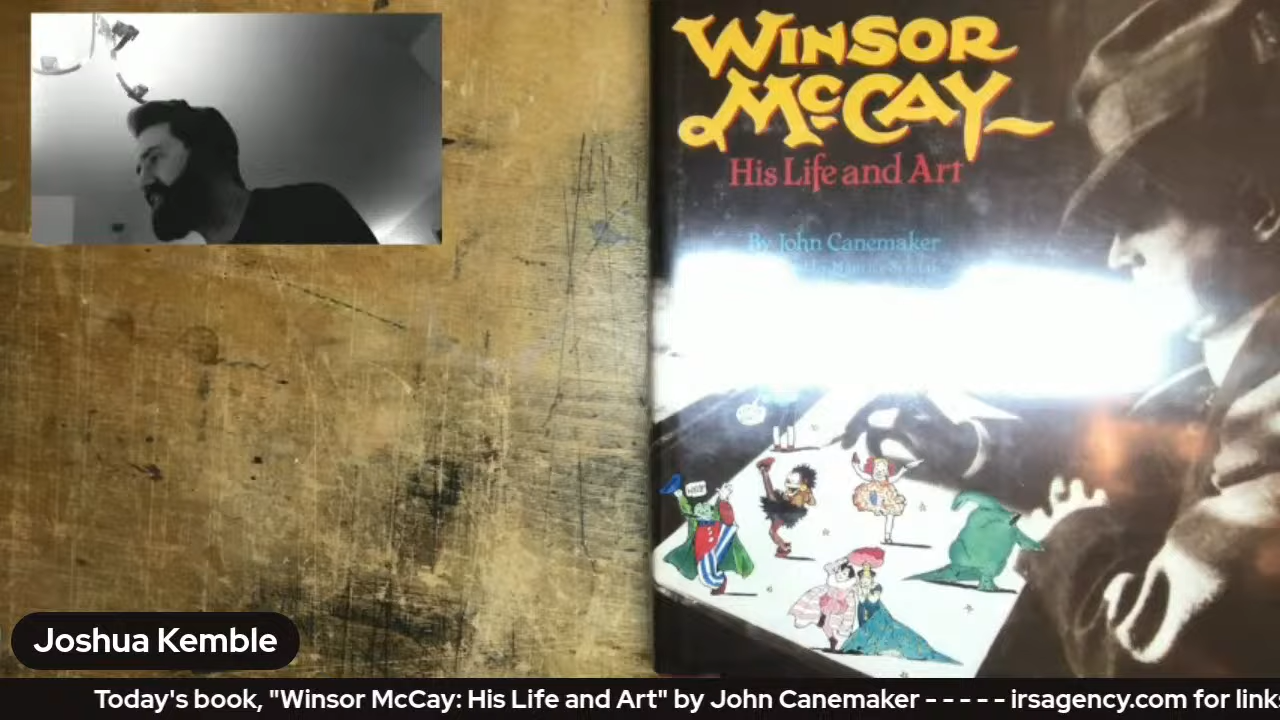 WINSOR
McCAY
His Life and Art
By John Canemaker
Joshua Kemble
Today's book, "Winsor McCay: His Life and Art" by John Canemaker - - - - - irsagency.com for link